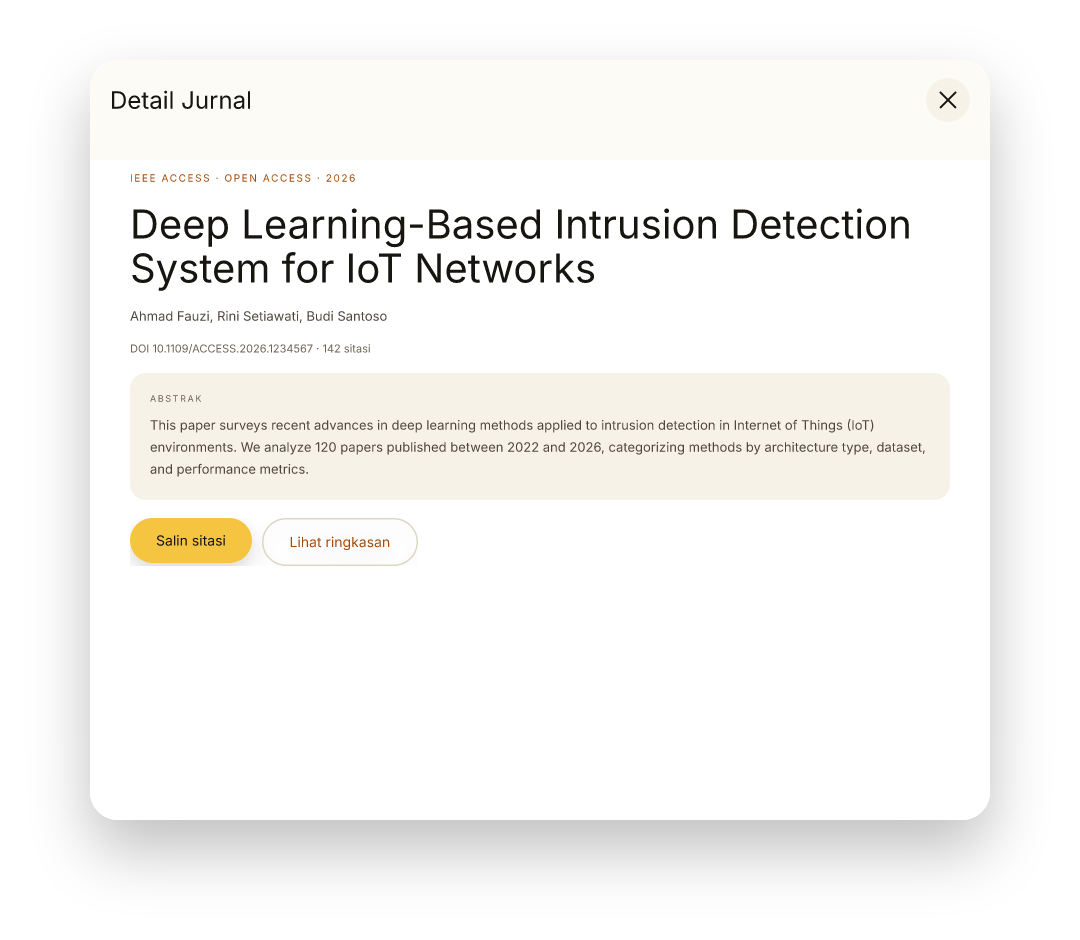 Detail Jurnal
IEEE ACCESS · OPEN ACCESS · 2026
Deep Learning-Based Intrusion Detection
System for IoT Networks
Ahmad Fauzi, Rini Setiawati, Budi Santoso
DOI 10.1109/ACCESS.2026.1234567 · 142 sitasi
ABSTRAK
This paper surveys recent advances in deep learning methods applied to intrusion detection in Internet of Things (IoT)
environments. We analyze 120 papers published between 2022 and 2026, categorizing methods by architecture type, dataset,
and performance metrics.
Salin sitasi
Lihat ringkasan